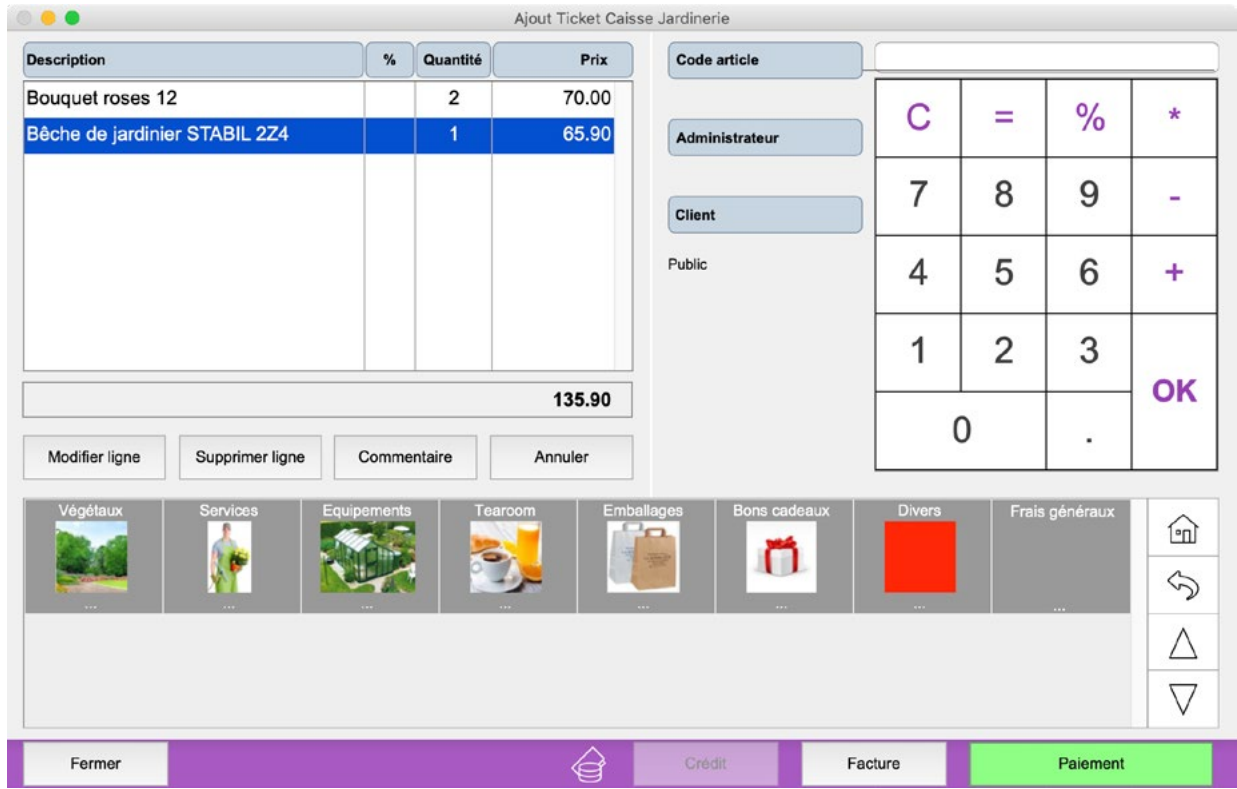 Ajout Ticket Caisse Jardinerie
Description % Quantité Prix
Bouquet roses 12 2 70.00
Bêche de jardinier STABIL 2Z4 1 65.90
135.90
Modifier ligne Supprimer ligne Commentaire Annuler
Code article
Administrateur
Client
Public
C = % *
7 8 9 -
4 5 6 +
1 2 3
OK
0 .
Végétaux Services Equipements Tearoom Emballages Bons cadeaux Divers Frais généraux
... ... ... ... ... ... ... ...
Fermer Crédit Facture Paiement